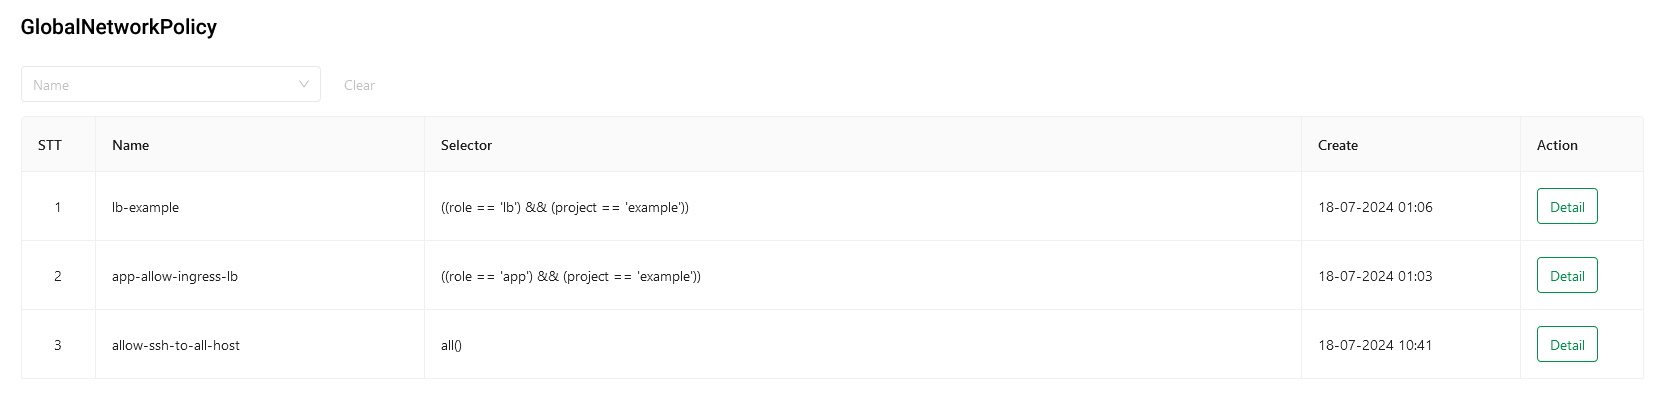 GlobalNetworkPolicy
Name Clear
STT Name Selector Create Action
1 lb-example ((role == 'lb') && (project == 'example')) 18-07-2024 01:06 Detail
2 app-allow-ingress-lb ((role == 'app') && (project == 'example')) 18-07-2024 01:03 Detail
3 allow-ssh-to-all-host all() 18-07-2024 10:41 Detail